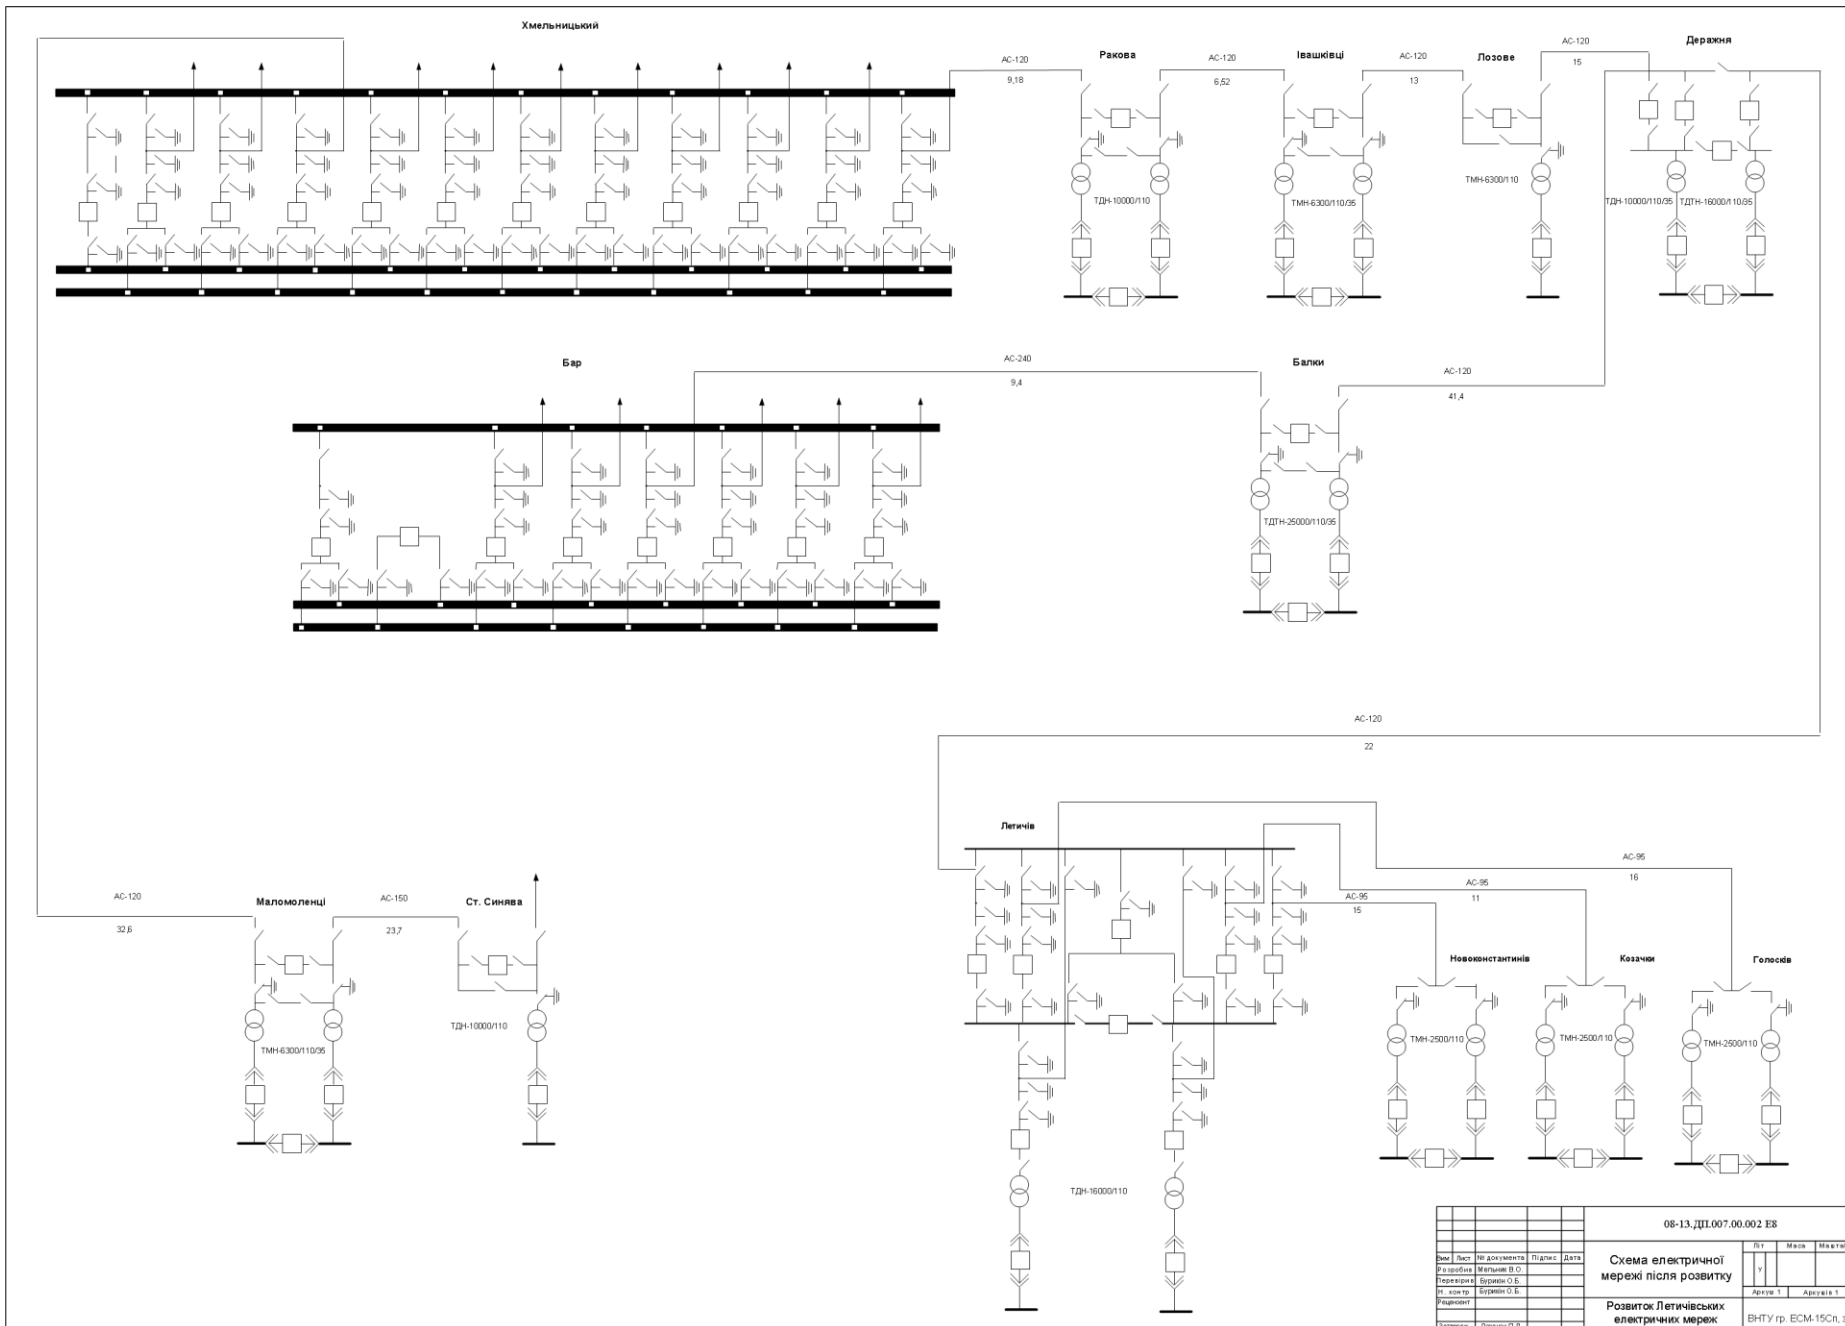 Хмельницький
АС-120
9,18
Ракова
АС-120
6,52
Івашківці
АС-120
13
Лозове
АС-120
15
Деражня
ТДН-10000/110
ТМН-6300/110/35
ТМН-6300/110
ТДН-10000/110/35
ТДТН-16000/110/35
Бар
АС-240
9,4
Балки
АС-120
41,4
ТДТН-25000/110/35
АС-120
22
Летичів
АС-95
16
АС-95
11
АС-95
15
АС-120
32,6
Маломоленці
АС-150
23,7
Ст. Синява
Новоконстантинів
Козачки
Голосків
ТДН-10000/110
ТМН-6300/110/35
ТМН-2500/110
ТМН-2500/110
ТМН-2500/110
ТДН-16000/110
08-13.ДП.007.00.002 Е8
Схема електричної
мережі після розвитку
Літ Маса
у
Аркуш 1 Аркушів 1
Вим Лист № документа Підпис Дата
Розробив Мельник В.О.
Перевірив Бурикін О.Б.
Н. контр Бурикін О.Б.
Рецензент
Розвиток Летичівських
електричних мереж
ВНТУ гр. ЕСМ-15Сп,